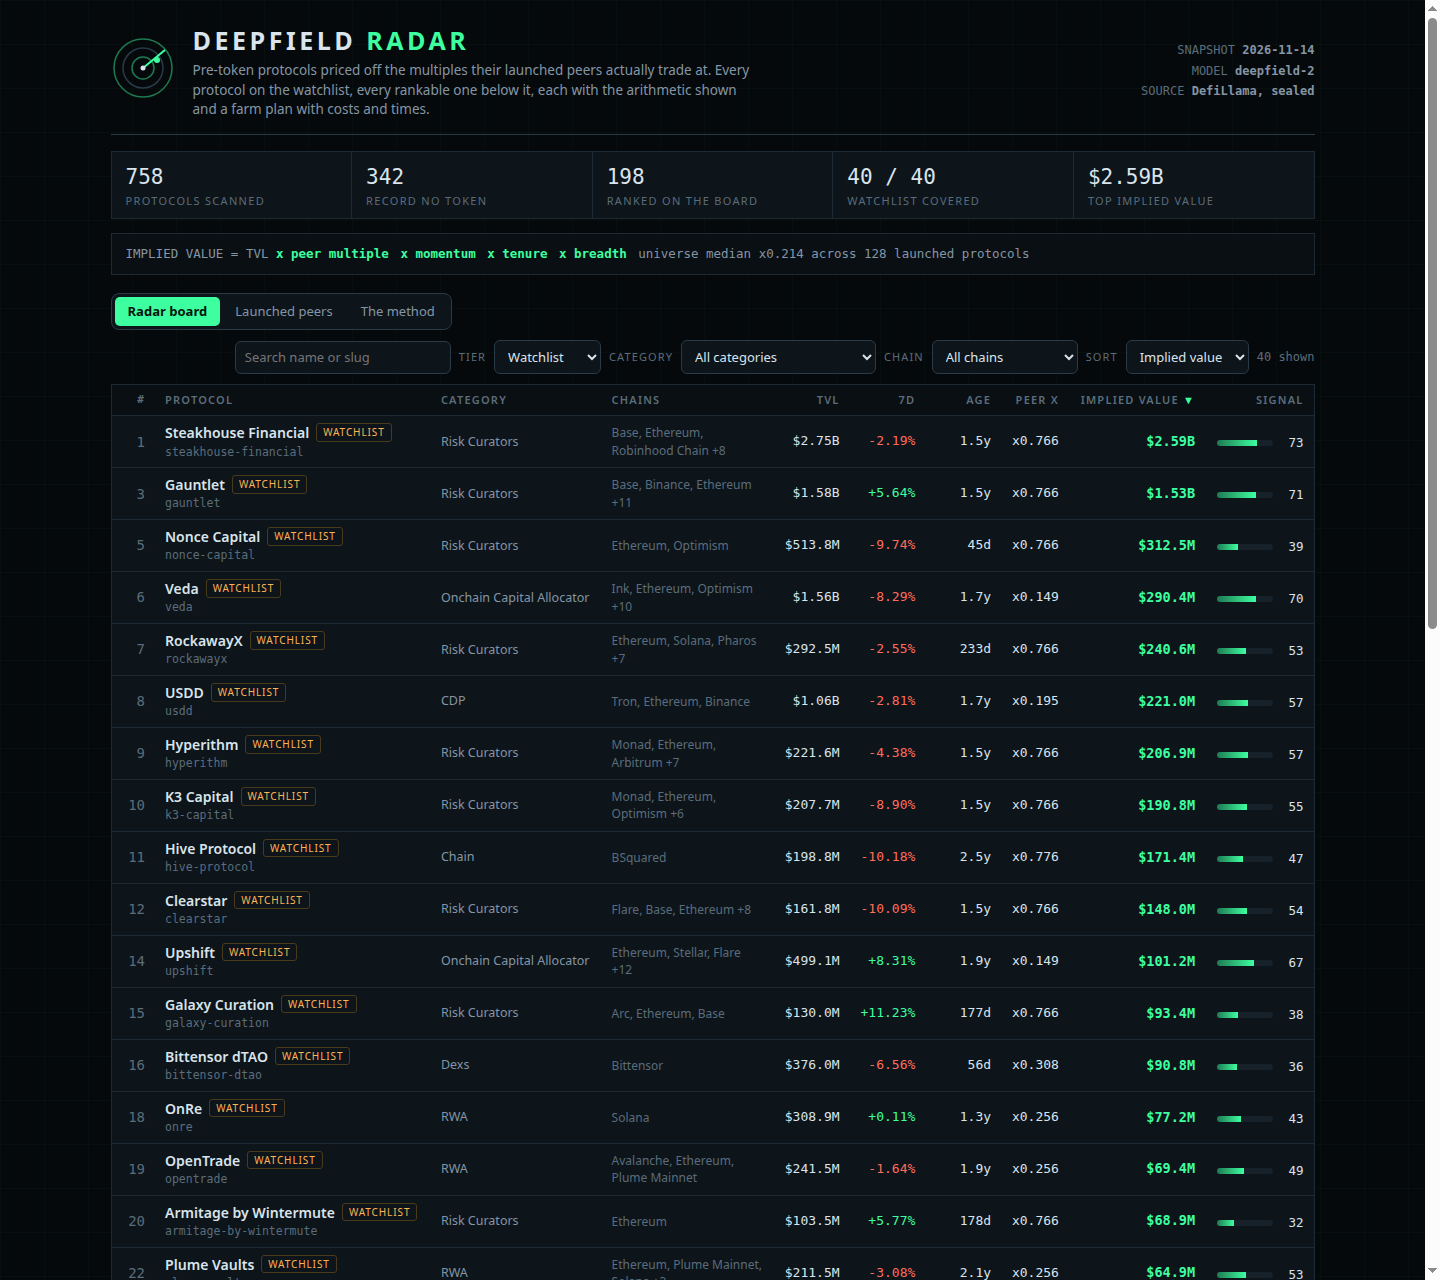 DEEPFIELD RADAR
Pre-token protocols priced off the multiples their launched peers actually trade at. Every
protocol on the watchlist, every rankable one below it, each with the arithmetic shown
and a farm plan with costs and times.
SNAPSHOT 2026-11-14
MODEL deepfield-2
SOURCE DefiLlama, sealed
758
PROTOCOLS SCANNED
342
RECORD NO TOKEN
198
RANKED ON THE BOARD
40 / 40
WATCHLIST COVERED
$2.59B
TOP IMPLIED VALUE
IMPLIED VALUE = TVL x peer multiple x momentum x tenure x breadth universe median x0.214 across 128 launched protocols
Radar board Launched peers The method
Search name or slug TIER Watchlist CATEGORY All categories CHAIN All chains SORT Implied value 40 shown
# PROTOCOL CATEGORY CHAINS TVL 7D AGE PEER X IMPLIED VALUE ▼ SIGNAL
1 Steakhouse Financial WATCHLIST Risk Curators Base, Ethereum, $2.75B -2.19% 1.5y x0.766 $2.59B 73
steakhouse-financial Robinhood Chain +8
3 Gauntlet WATCHLIST Risk Curators Base, Binance, Ethereum $1.58B +5.64% 1.5y x0.766 $1.53B 71
gauntlet +11
5 Nonce Capital WATCHLIST Risk Curators Ethereum, Optimism $513.8M -9.74% 45d x0.766 $312.5M 39
nonce-capital
6 Veda WATCHLIST Onchain Capital Allocator Ink, Ethereum, Optimism $1.56B -8.29% 1.7y x0.149 $290.4M 70
veda +10
7 RockawayX WATCHLIST Risk Curators Ethereum, Solana, Pharos $292.5M -2.55% 233d x0.766 $240.6M 53
rockawayx +7
8 USDD WATCHLIST CDP Tron, Ethereum, Binance $1.06B -2.81% 1.7y x0.195 $221.0M 57
usdd
9 Hyperithm WATCHLIST Risk Curators Monad, Ethereum, $221.6M -4.38% 1.5y x0.766 $206.9M 57
hyperithm Arbitrum +7
10 K3 Capital WATCHLIST Risk Curators Monad, Ethereum, $207.7M -8.90% 1.5y x0.766 $190.8M 55
k3-capital Optimism +6
11 Hive Protocol WATCHLIST Chain BSquared $198.8M -10.18% 2.5y x0.776 $171.4M 47
hive-protocol
12 Clearstar WATCHLIST Risk Curators Flare, Base, Ethereum +8 $161.8M -10.09% 1.5y x0.766 $148.0M 54
clearstar
14 Upshift WATCHLIST Onchain Capital Allocator Ethereum, Stellar, Flare $499.1M +8.31% 1.9y x0.149 $101.2M 67
upshift +12
15 Galaxy Curation WATCHLIST Risk Curators Arc, Ethereum, Base $130.0M +11.23% 177d x0.766 $93.4M 38
galaxy-curation
16 Bittensor dTAO WATCHLIST Dexs Bittensor $376.0M -6.56% 56d x0.308 $90.8M 36
bittensor-dtao
18 OnRe WATCHLIST RWA Solana $308.9M +0.11% 1.3y x0.256 $77.2M 43
onre
19 OpenTrade WATCHLIST RWA Avalanche, Ethereum, $241.5M -1.64% 1.9y x0.256 $69.4M 49
opentrade Plume Mainnet
20 Armitage by Wintermute WATCHLIST Risk Curators Ethereum $103.5M +5.77% 178d x0.766 $68.9M 32
armitage-by-wintermute
22 Plume Vaults WATCHLIST RWA Ethereum, Plume Mainnet, $211.5M -3.08% 2.1y x0.256 $64.9M 53